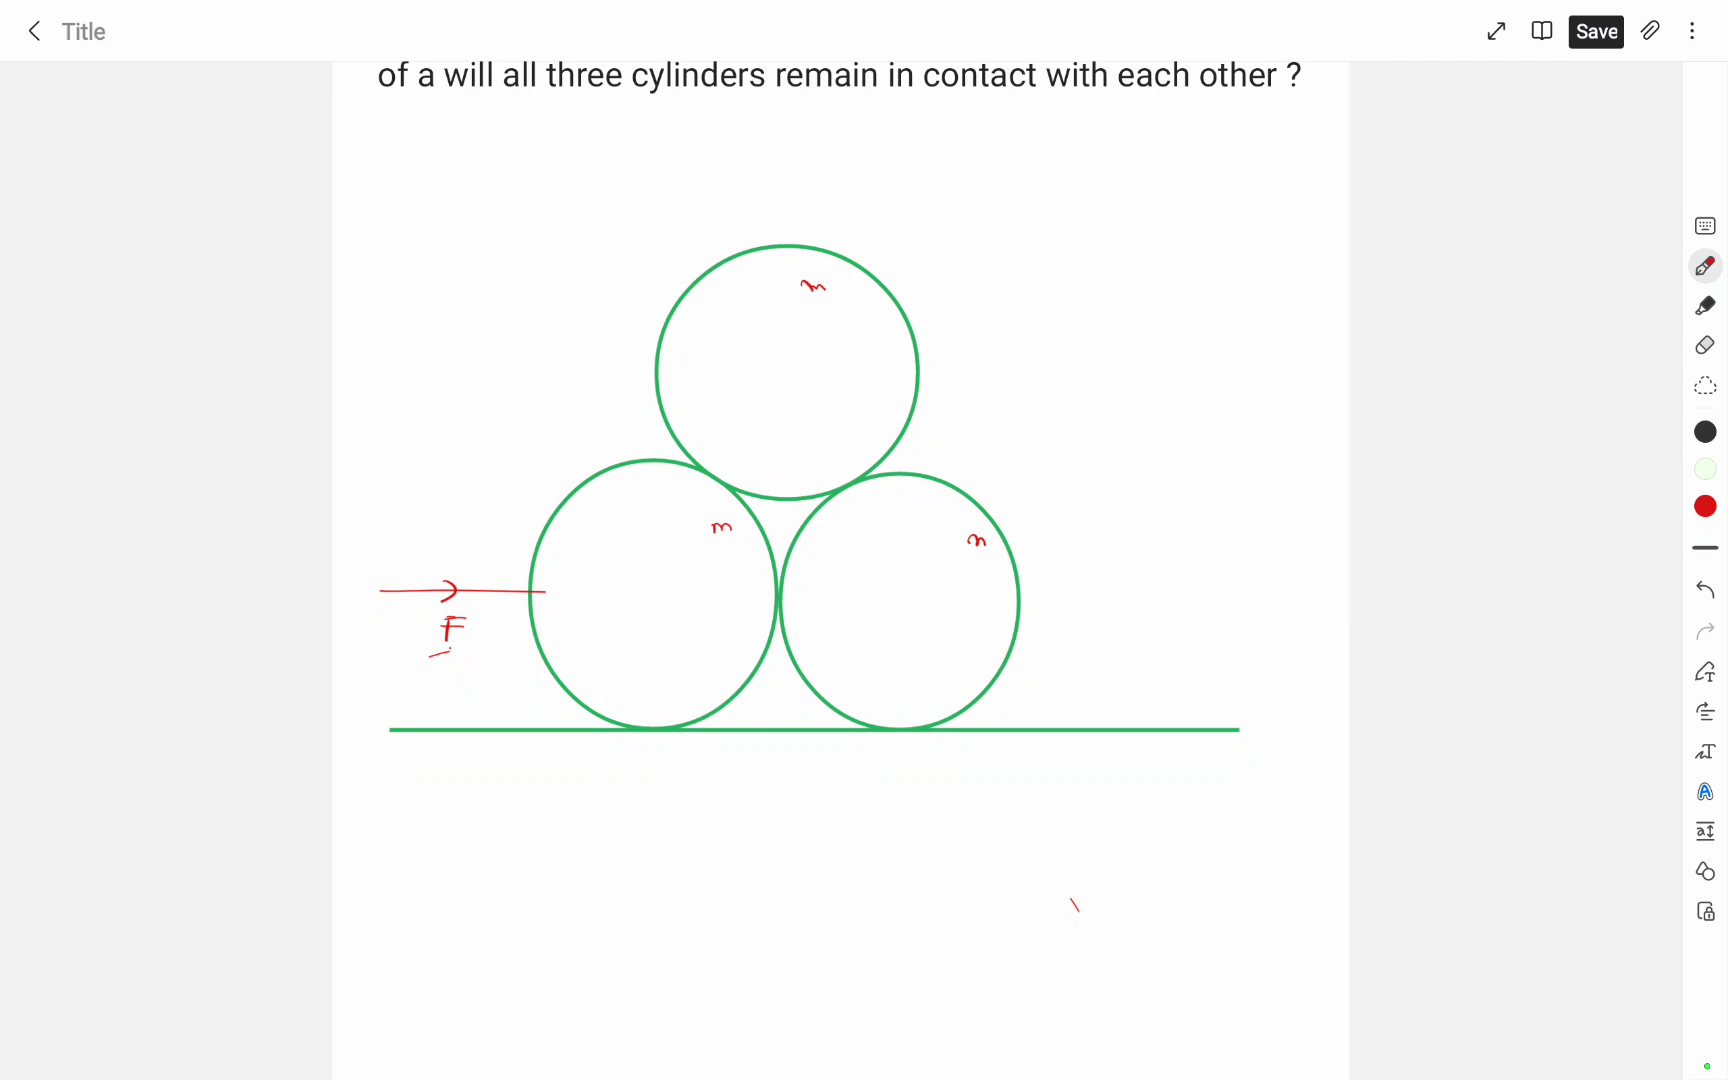 Title
Save
of a will all three cylinders remain in contact with each other ?
m
m
m
F